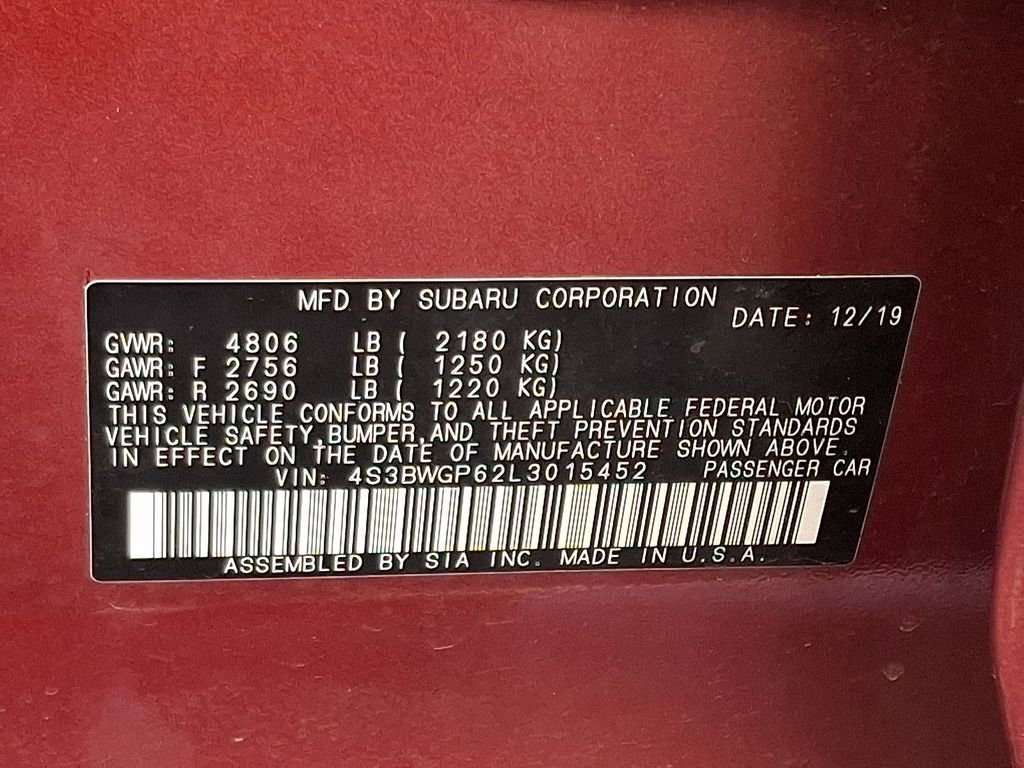 MFD BY SUBARU CORPORATION
DATE: 12/19
GVWR: 4806 LB ( 2180 KG)
GAWR: F 2756 LB ( 1250 KG)
GAWR: R 2690 LB ( 1220 KG)
THIS VEHICLE CONFORMS TO ALL APPLICABLE FEDERAL MOTOR
VEHICLE SAFETY,BUMPER,AND THEFT PREVENTION STANDARDS
IN EFFECT ON THE DATE OF MANUFACTURE SHOWN ABOVE.
VIN: 4S3BWGP62L3015452 PASSENGER CAR
ASSEMBLED BY SIA INC. MADE IN U.S.A.